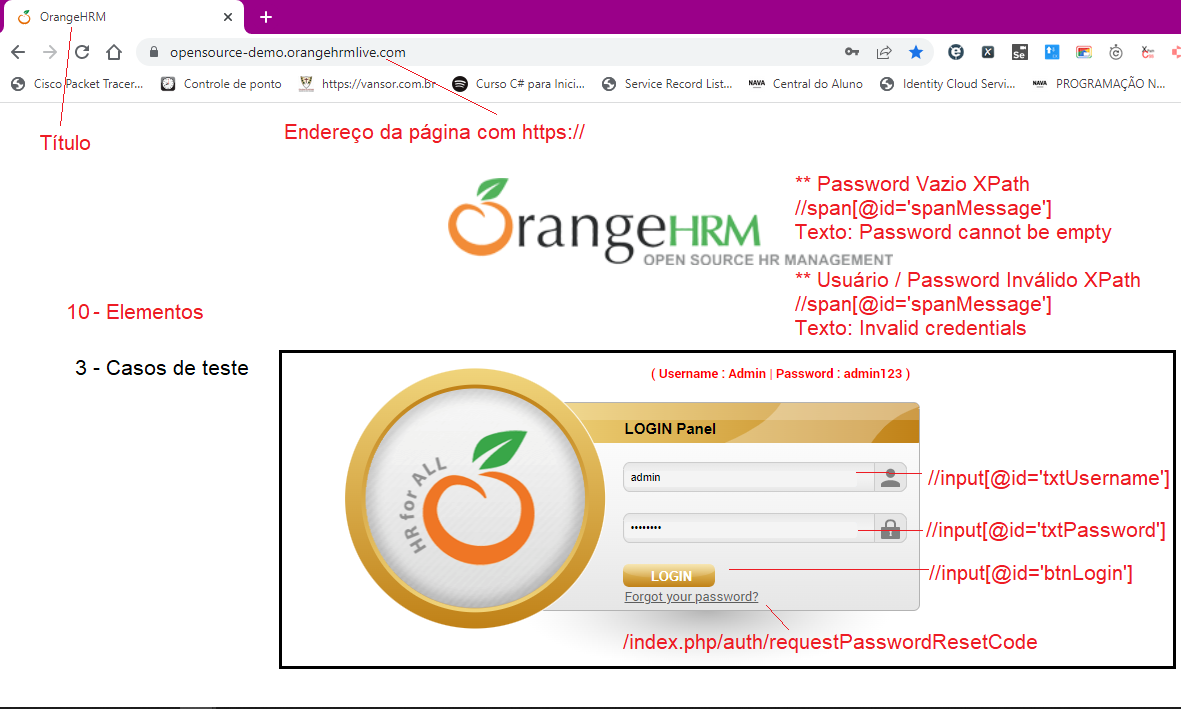 OrangeHRM
opensource-demo.orangehrmlive.com
Cisco Packet Tracer... Controle de ponto https://vansor.com.br Curso C# para Inici... Service Record List... NAVA Central do Aluno Identity Cloud Servi... NAVA PROGRAMAÇÃO N...
Título
Endereço da página com https://
OrangeHRM
OPEN SOURCE HR MANAGEMENT
** Password Vazio XPath
//span[@id='spanMessage']
Texto: Password cannot be empty
** Usuário / Password Inválido XPath
//span[@id='spanMessage']
Texto: Invalid credentials
10 - Elementos
3 - Casos de teste
( Username : Admin | Password : admin123 )
HR for ALL
LOGIN Panel
admin
//input[@id='txtUsername']
••••••••
//input[@id='txtPassword']
LOGIN
//input[@id='btnLogin']
Forgot your password?
/index.php/auth/requestPasswordResetCode